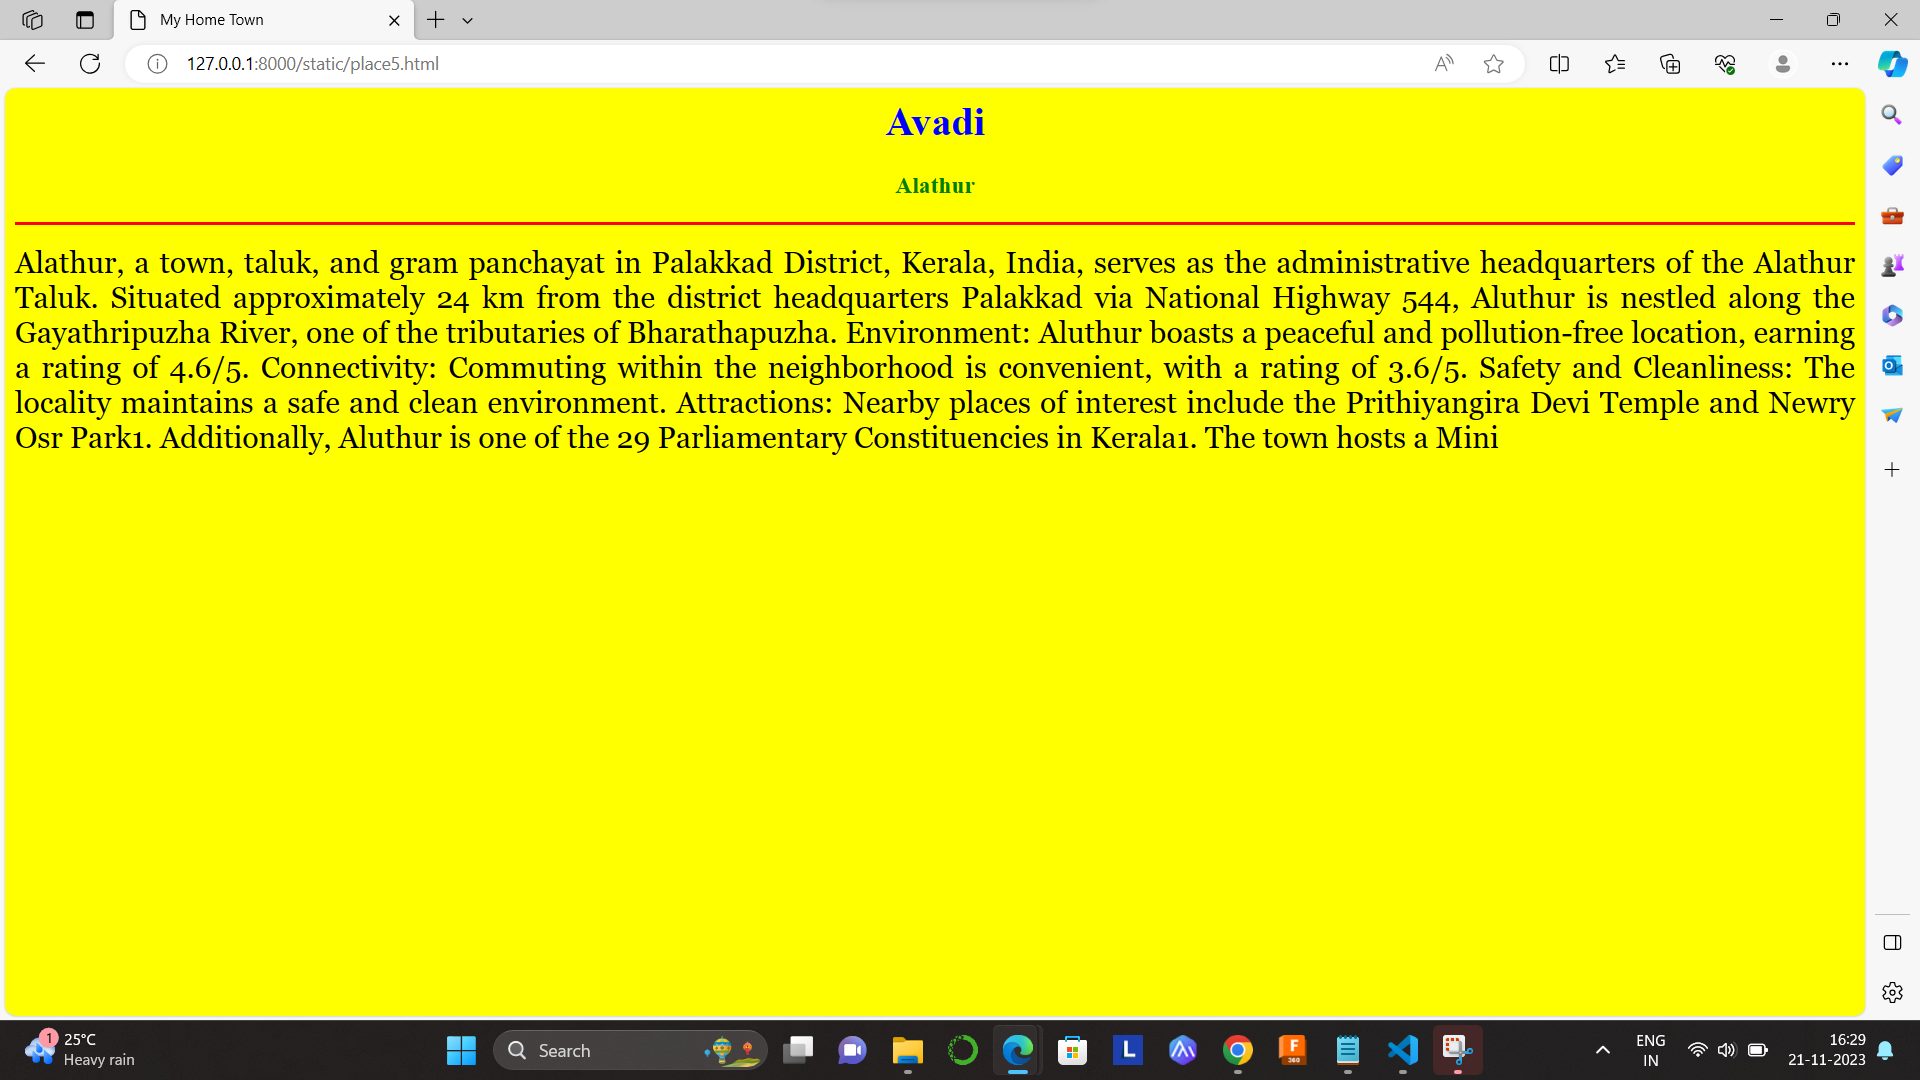 My Home Town
127.0.0.1:8000/static/place5.html
Avadi
Alathur
Alathur, a town, taluk, and gram panchayat in Palakkad District, Kerala, India, serves as the administrative headquarters of the Alathur
Taluk. Situated approximately 24 km from the district headquarters Palakkad via National Highway 544, Aluthur is nestled along the
Gayathripuzha River, one of the tributaries of Bharathapuzha. Environment: Aluthur boasts a peaceful and pollution-free location, earning
a rating of 4.6/5. Connectivity: Commuting within the neighborhood is convenient, with a rating of 3.6/5. Safety and Cleanliness: The
locality maintains a safe and clean environment. Attractions: Nearby places of interest include the Prithiyangira Devi Temple and Newry
Osr Park1. Additionally, Aluthur is one of the 29 Parliamentary Constituencies in Kerala1. The town hosts a Mini
1
25°C
Heavy rain
Search
L
F
360
ENG
IN
16:29
21-11-2023